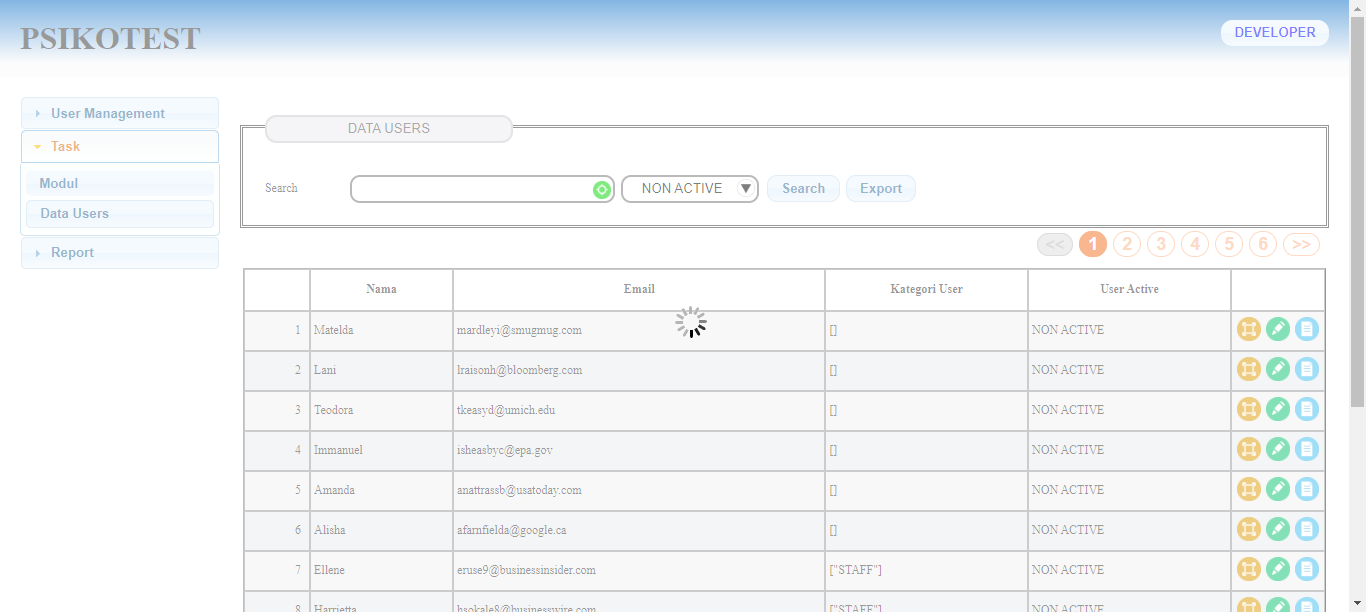 PSIKOTEST
DEVELOPER
User Management
Task
Modul
Data Users
Report
DATA USERS
Search NON ACTIVE ▼ Search Export
<< 1 2 3 4 5 6 >>
Nama Email Kategori User User Active
1 Matelda mardleyi@smugmug.com [] NON ACTIVE
2 Lani lraisonh@bloomberg.com [] NON ACTIVE
3 Teodora tkeasyd@umich.edu [] NON ACTIVE
4 Immanuel isheasbyc@epa.gov [] NON ACTIVE
5 Amanda anattrassb@usatoday.com [] NON ACTIVE
6 Alisha afarnfielda@google.ca [] NON ACTIVE
7 Ellene eruse9@businessinsider.com ["STAFF"] NON ACTIVE
8 Harrietta hsokale8@businesswire.com ["STAFF"] NON ACTIVE